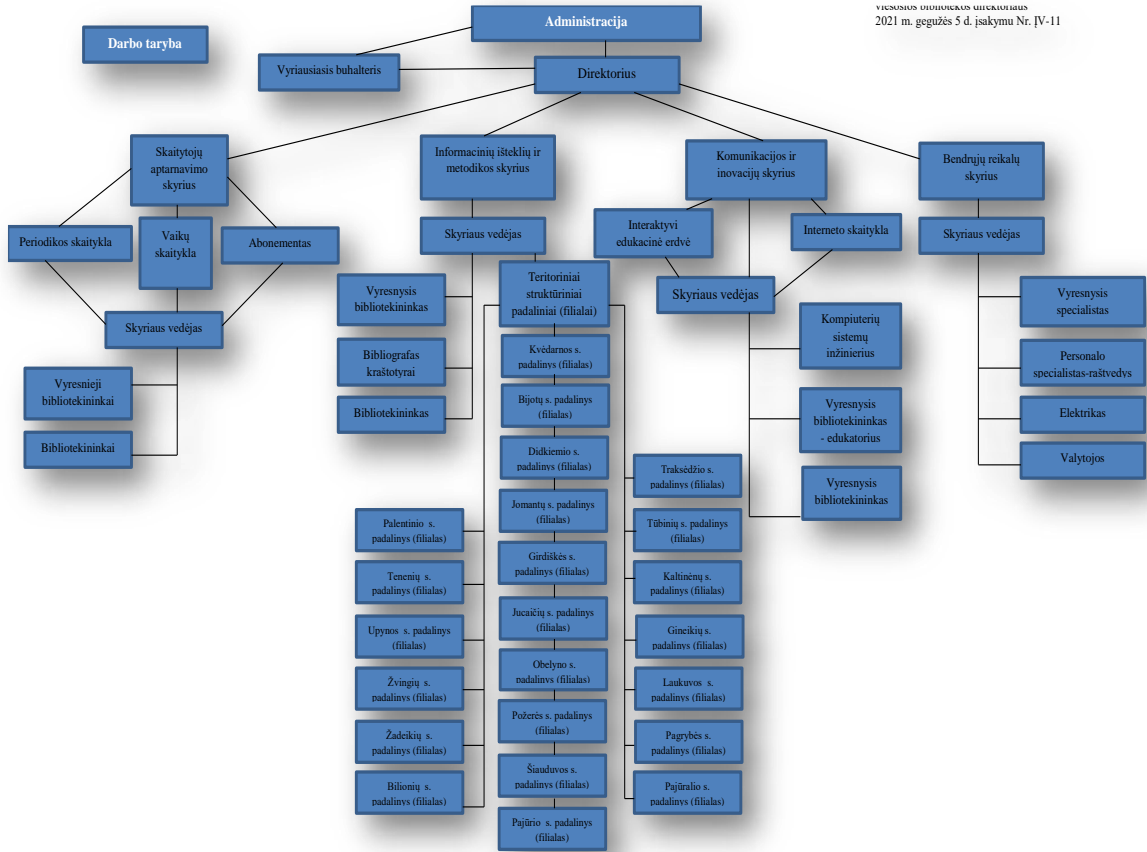 viešosios bibliotekos direktoriaus
2021 m. gegužės 5 d. įsakymu Nr. ĮV-11
Darbo taryba
Administracija
Vyriausiasis buhalteris
Direktorius
Skaitytojų
aptarnavimo
skyrius
Informacinių išteklių ir
metodikos skyrius
Komunikacijos ir
inovacijų skyrius
Bendrųjų reikalų
skyrius
Periodikos skaitykla
Vaikų
skaitykla
Abonementas
Skyriaus vedėjas
Vyresnieji
bibliotekininkai
Bibliotekininkai
Skyriaus vedėjas
Vyresnysis
bibliotekininkas
Bibliografas
kraštotyrai
Bibliotekininkas
Teritoriniai
struktūriniai
padaliniai (filialai)
Kvėdarnos s.
padalinys (filialas)
Bijotų s. padalinys
(filialas)
Didkiemio s.
padalinys (filialas)
Jomantų s. padalinys
(filialas)
Girdiškės s.
padalinys (filialas)
Jucaičių s. padalinys
(filialas)
Obelyno s.
padalinys (filialas)
Požerės s. padalinys
(filialas)
Šiauduvos s.
padalinys (filialas)
Pajūrio s. padalinys
(filialas)
Palentinio s.
padalinys (filialas)
Tenenių s.
padalinys (filialas)
Upynos s. padalinys
(filialas)
Žvingių s.
padalinys (filialas)
Žadeikių s.
padalinys (filialas)
Bilionių s.
padalinys (filialas)
Traksėdžio s.
padalinys (filialas)
Tūbinių s. padalinys
(filialas)
Kaltinėnų s.
padalinys (filialas)
Gineikių s.
padalinys (filialas)
Laukuvos s.
padalinys (filialas)
Pagrybės s.
padalinys (filialas)
Pajūralio s.
padalinys (filialas)
Interaktyvi
edukacinė erdvė
Interneto skaitykla
Skyriaus vedėjas
Kompiuterių
sistemų
inžinierius
Vyresnysis
bibliotekininkas
- edukatorius
Vyresnysis
bibliotekininkas
Skyriaus vedėjas
Vyresnysis
specialistas
Personalo
specialistas-raštvedys
Elektrikas
Valytojos